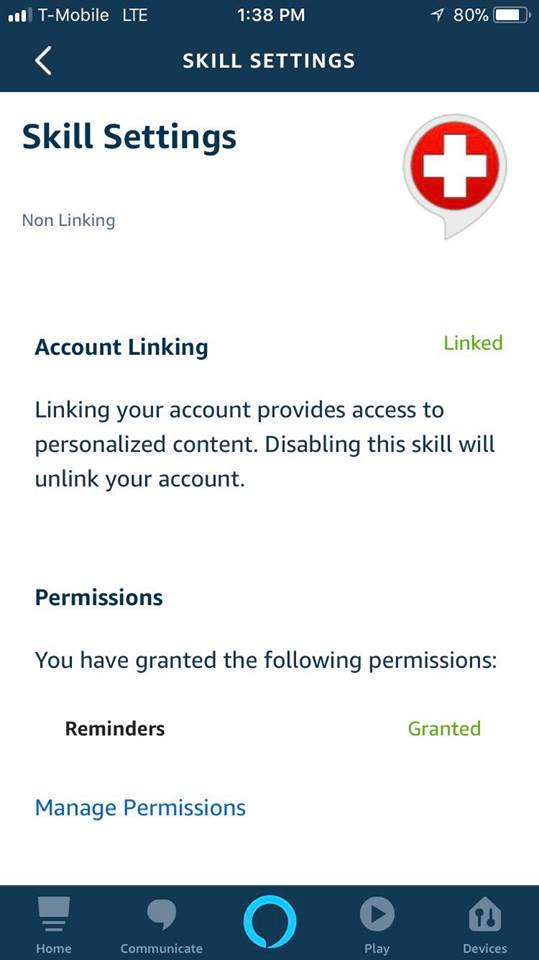 T-Mobile LTE 1:38 PM 80%
SKILL SETTINGS
Skill Settings
Non Linking
Account Linking Linked
Linking your account provides access to
personalized content. Disabling this skill will
unlink your account.
Permissions
You have granted the following permissions:
Reminders Granted
Manage Permissions
Home Communicate Play Devices